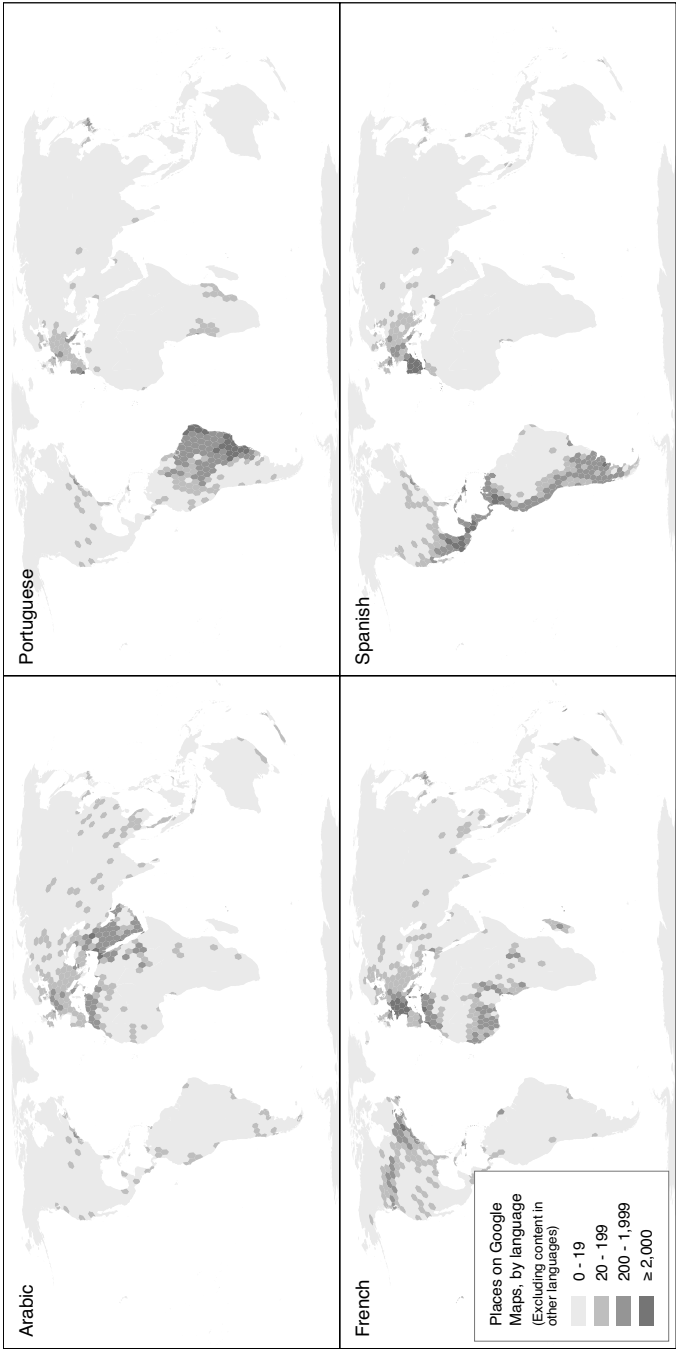 Arabic
Portuguese
French
Spanish
Places on Google
Maps, by language
(Excluding content in
other languages)
0 - 19
20 - 199
200 - 1,999
≥ 2,000